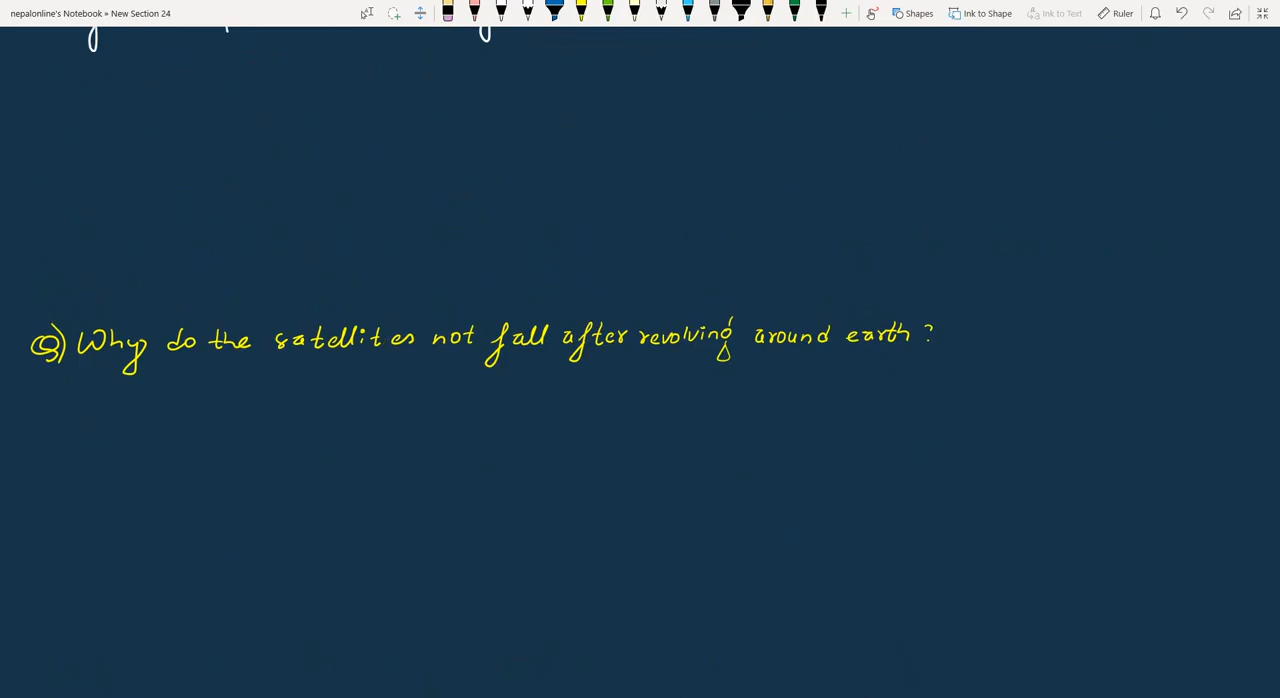 nepalonline's Notebook » New Section 24
Shapes Ink to Shape Ink to Text Ruler
Q) Why do the satellites not fall after revolving around earth ?